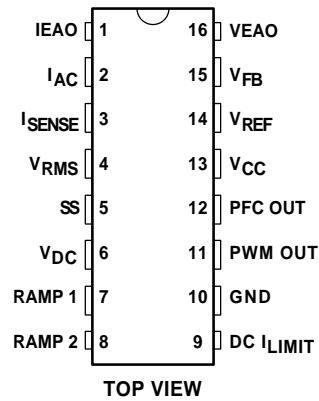 IEAO 1 16 VEAO
IAC 2 15 VFB
ISENSE 3 14 VREF
VRMS 4 13 VCC
SS 5 12 PFC OUT
VDC 6 11 PWM OUT
RAMP 1 7 10 GND
RAMP 2 8 9 DC ILIMIT
TOP VIEW